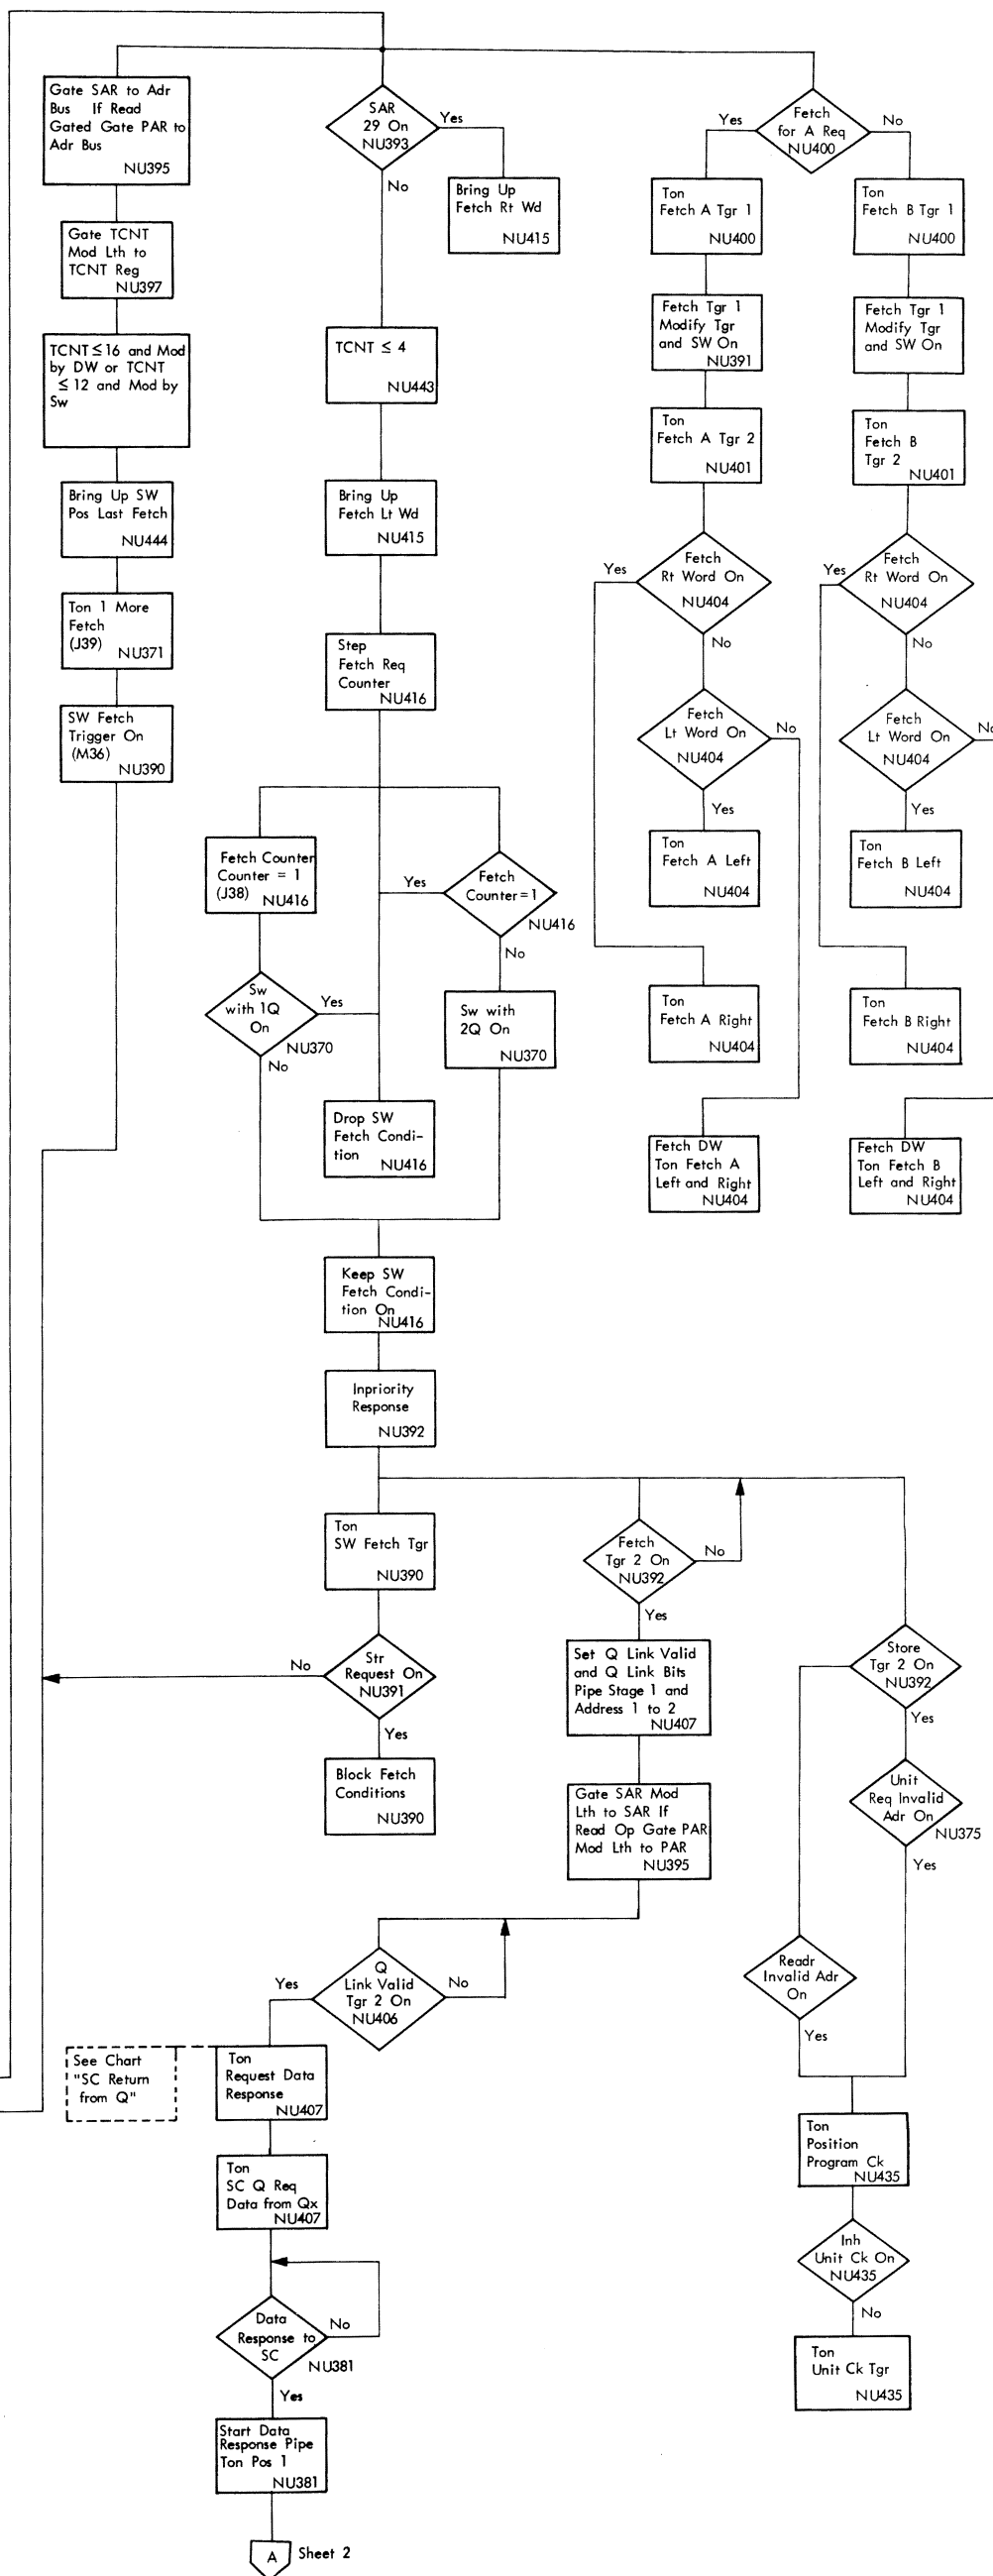 Gate SAR to Adr
Bus If Read
Gated Gate PAR to
Adr Bus
NU395
Gate TCNT
Mod Lth to
TCNT Reg
NU397
TCNT≤16 and Mod
by DW or TCNT
≤12 and Mod by
Sw
Bring Up SW
Pos Last Fetch
NU444
Ton 1 More
Fetch
(J39)
NU371
SW Fetch
Trigger On
(M36)
NU390
SAR
29 On
NU393
Yes
No
Bring Up
Fetch Rt Wd
NU415
TCNT ≤ 4
NU443
Bring Up
Fetch Lt Wd
NU415
Step
Fetch Req
Counter
NU416
Fetch Counter
Counter = 1
(J38)
NU416
Yes
Fetch
Counter=1
NU416
No
Sw
with 1Q
On
NU370
Yes
No
Sw with
2Q On
NU370
Drop SW
Fetch Condi-
tion
NU416
Keep SW
Fetch Condi-
tion On
NU416
Inpriority
Response
NU392
Ton
SW Fetch Tgr
NU390
Str
Request On
NU391
No
Yes
Block Fetch
Conditions
NU390
Fetch
for A Req
NU400
Yes
No
Ton
Fetch A Tgr 1
NU400
Fetch Tgr 1
Modify Tgr
and SW On
NU391
Ton
Fetch A Tgr 2
NU401
Yes
Fetch
Rt Word On
NU404
No
Fetch
Lt Word On
NU404
No
Yes
Ton
Fetch A Left
NU404
Ton
Fetch A Right
NU404
Fetch DW
Ton Fetch A
Left and Right
NU404
Ton
Fetch B Tgr 1
NU400
Fetch Tgr 1
Modify Tgr
and SW On
Ton
Fetch B
Tgr 2
NU401
Yes
Fetch
Rt Word On
NU404
No
Fetch
Lt Word On
NU404
No
Yes
Ton
Fetch B Left
NU404
Ton
Fetch B Right
NU404
Fetch DW
Ton Fetch B
Left and Right
NU404
Fetch
Tgr 2 On
NU392
No
Yes
Set Q Link Valid
and Q Link Bits
Pipe Stage 1 and
Address 1 to 2
NU407
Gate SAR Mod
Lth to SAR If
Read Op Gate PAR
Mod Lth to PAR
NU395
Store
Tgr 2 On
NU392
Yes
Unit
Req Invalid
Adr On
NU375
Yes
Readr
Invalid Adr
On
Yes
Q
Link Valid
Tgr 2 On
NU406
Yes
No
See Chart
"SC Return
from Q"
Ton
Request Data
Response
NU407
Ton
SC Q Req
Data from Qx
NU407
Data
Response to
SC
NU381
No
Yes
Start Data
Response Pipe
Ton Pos 1
NU381
A
Sheet 2
Ton
Position
Program Ck
NU435
Inh
Unit Ck On
NU435
No
Ton
Unit Ck Tgr
NU435